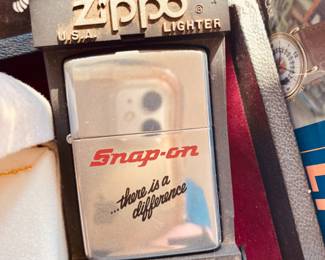 Zippo®
U.S.A. LIGHTER
Snap-on
...there is a
difference